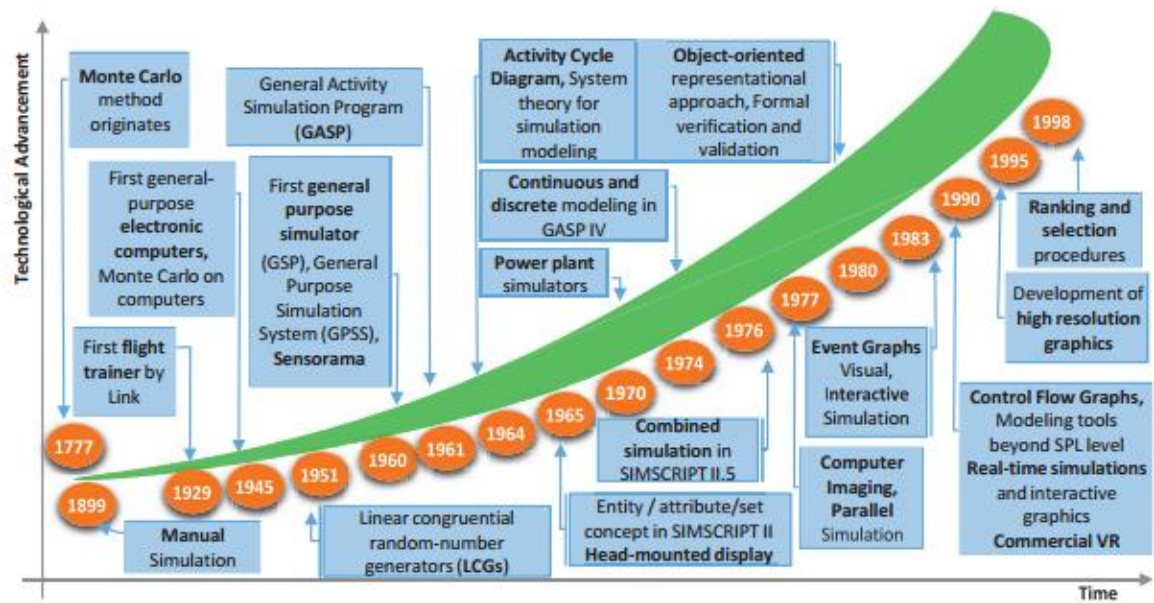 Technological Advancement
Monte Carlo
method
originates
General Activity
Simulation Program
(GASP)
Activity Cycle
Diagram, System
theory for
simulation
modeling
Object-oriented
representational
approach, Formal
verification and
validation
First general-
purpose
electronic
computers,
Monte Carlo on
computers
First general
purpose
simulator
(GSP), General
Purpose
Simulation
System (GPSS),
Sensorama
Continuous and
discrete modeling in
GASP IV
Power plant
simulators
First flight
trainer by
Link
1777
1899
1929
1945
1951
1960
1961
1964
1965
1970
1974
1976
1977
1980
1983
1990
1995
1998
Ranking and
selection
procedures
Development of
high resolution
graphics
Event Graphs
Visual,
Interactive
Simulation
Control Flow Graphs,
Modeling tools
beyond SPL level
Real-time simulations
and interactive
graphics
Commercial VR
Combined
simulation in
SIMSCRIPT II.5
Computer
Imaging,
Parallel
Simulation
Manual
Simulation
Linear congruential
random-number
generators (LCGs)
Entity / attribute/set
concept in SIMSCRIPT II
Head-mounted display
Time